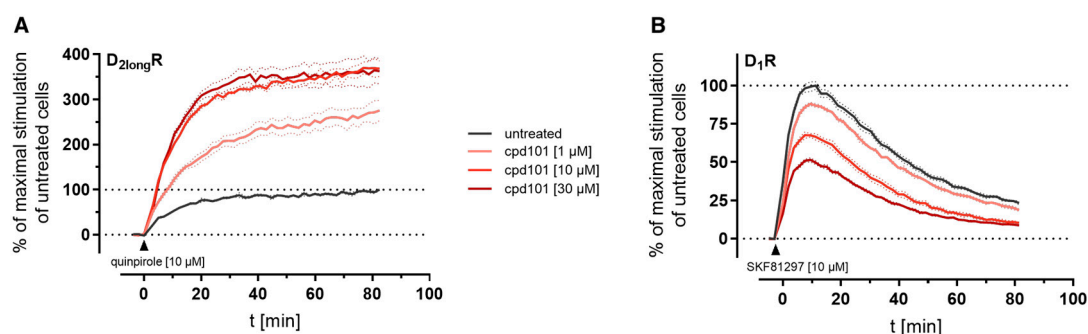 A
D2longR
% of maximal stimulation
of untreated cells
400
300
200
100
0
quinpirole [10 µM]
0 20 40 60 80 100
t [min]
untreated
cpd101 [1 µM]
cpd101 [10 µM]
cpd101 [30 µM]
B
D1R
% of maximal stimulation
of untreated cells
100
75
50
25
0
SKF81297 [10 µM]
0 20 40 60 80 100
t [min]